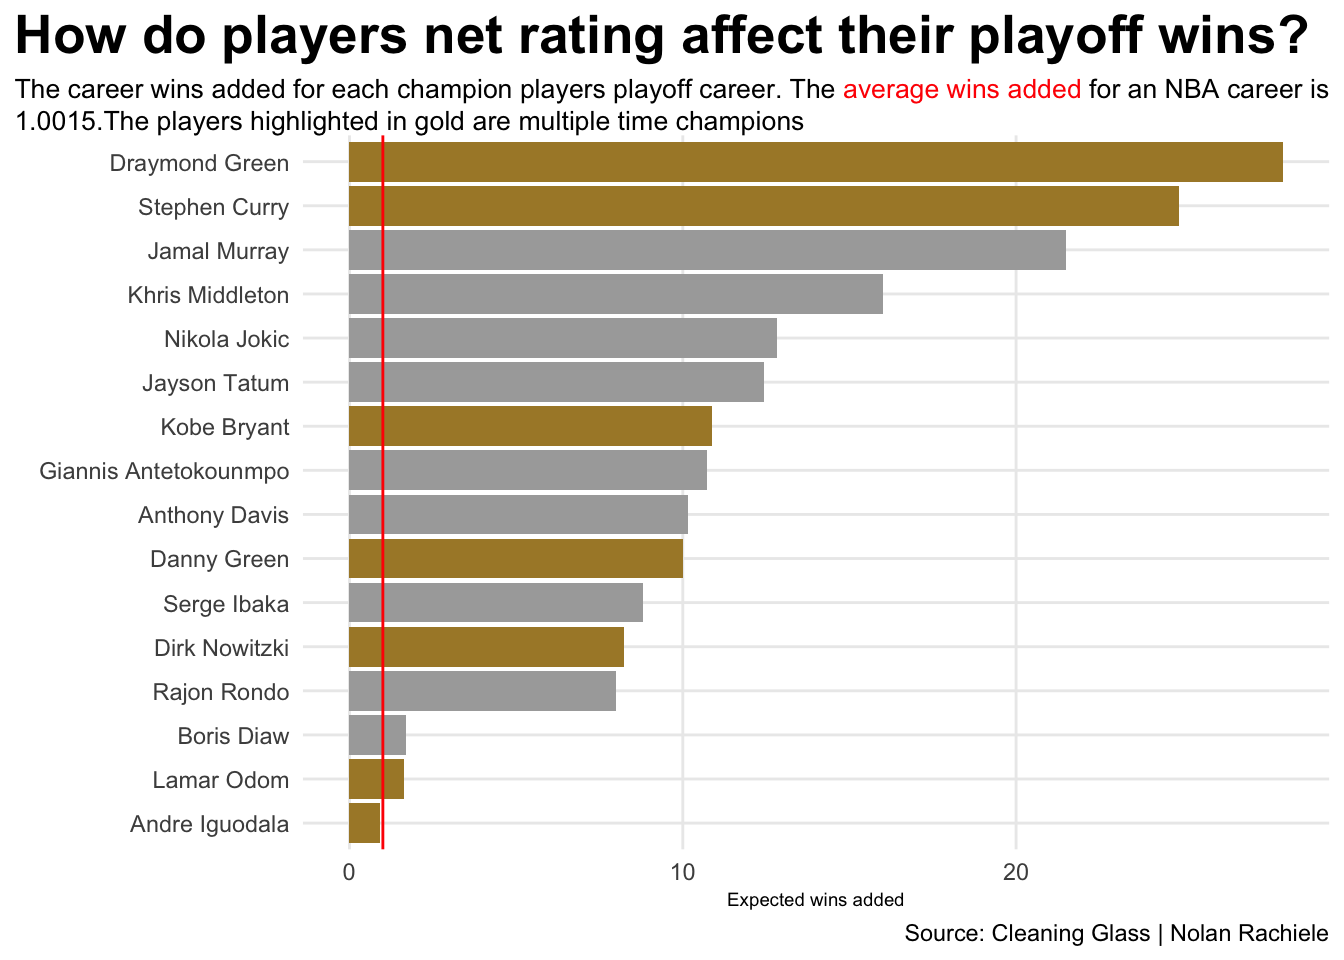 How do players net rating affect their playoff wins?
The career wins added for each champion players playoff career. The average wins added for an NBA career is
1.0015.The players highlighted in gold are multiple time champions
Draymond Green
Stephen Curry
Jamal Murray
Khris Middleton
Nikola Jokic
Jayson Tatum
Kobe Bryant
Giannis Antetokounmpo
Anthony Davis
Danny Green
Serge Ibaka
Dirk Nowitzki
Rajon Rondo
Boris Diaw
Lamar Odom
Andre Iguodala
0 10 20
Expected wins added
Source: Cleaning Glass | Nolan Rachiele